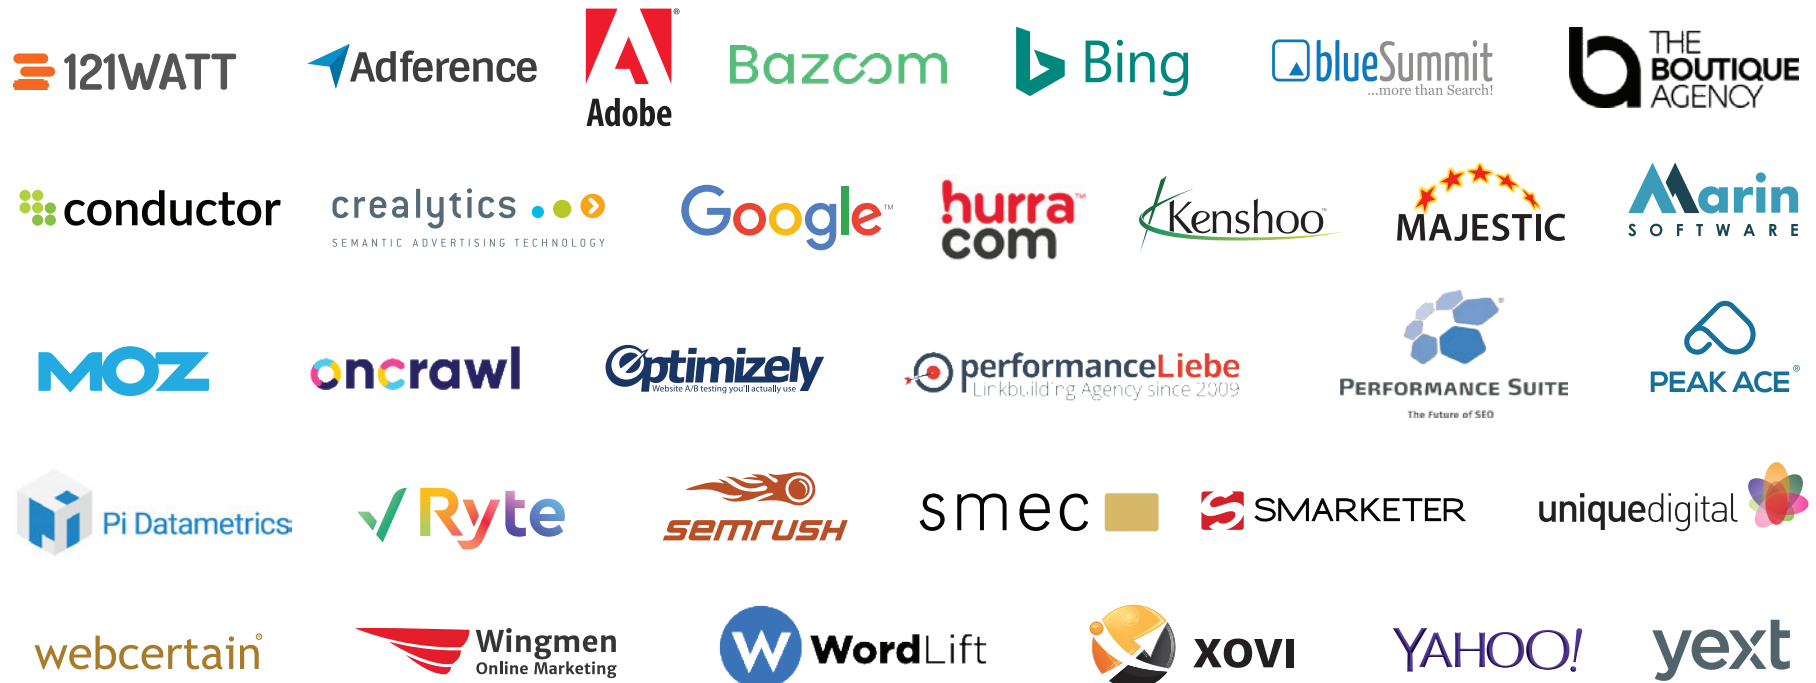 121WATT
Adference
Adobe
Bazoom
Bing
blueSummit
...more than Search!
THE
BOUTIQUE
AGENCY
conductor
crealytics
SEMANTIC ADVERTISING TECHNOLOGY
Google™
hurra™
com
Kenshoo™
MAJESTIC
Marin
SOFTWARE
MOZ
oncrawl
Optimizely
Website A/B testing you'll actually use
performanceLiebe
Linkbuilding Agency since 2009
PERFORMANCE SUITE
The Future of SEO
PEAK ACE®
Pi Datametrics
Ryte
SEMRUSH
smec
SMARKETER
uniquedigital
webcertain®
Wingmen
Online Marketing
W WordLift
XOVI
YAHOO!
yext